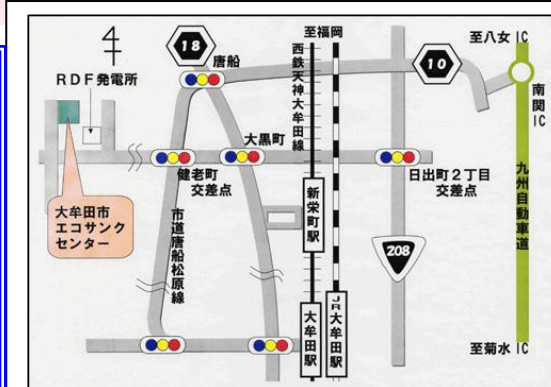 至福岡
18
唐船
西鉄天神大牟田線
10
至八女IC
南関IC
RDF発電所
大黒町
健老町
交差点
日出町2丁目
交差点
大牟田市
エコサンク
センター
市道唐船松原線
新栄町駅
208
九州自動車道
大牟田駅
JR大牟田駅
至菊水IC